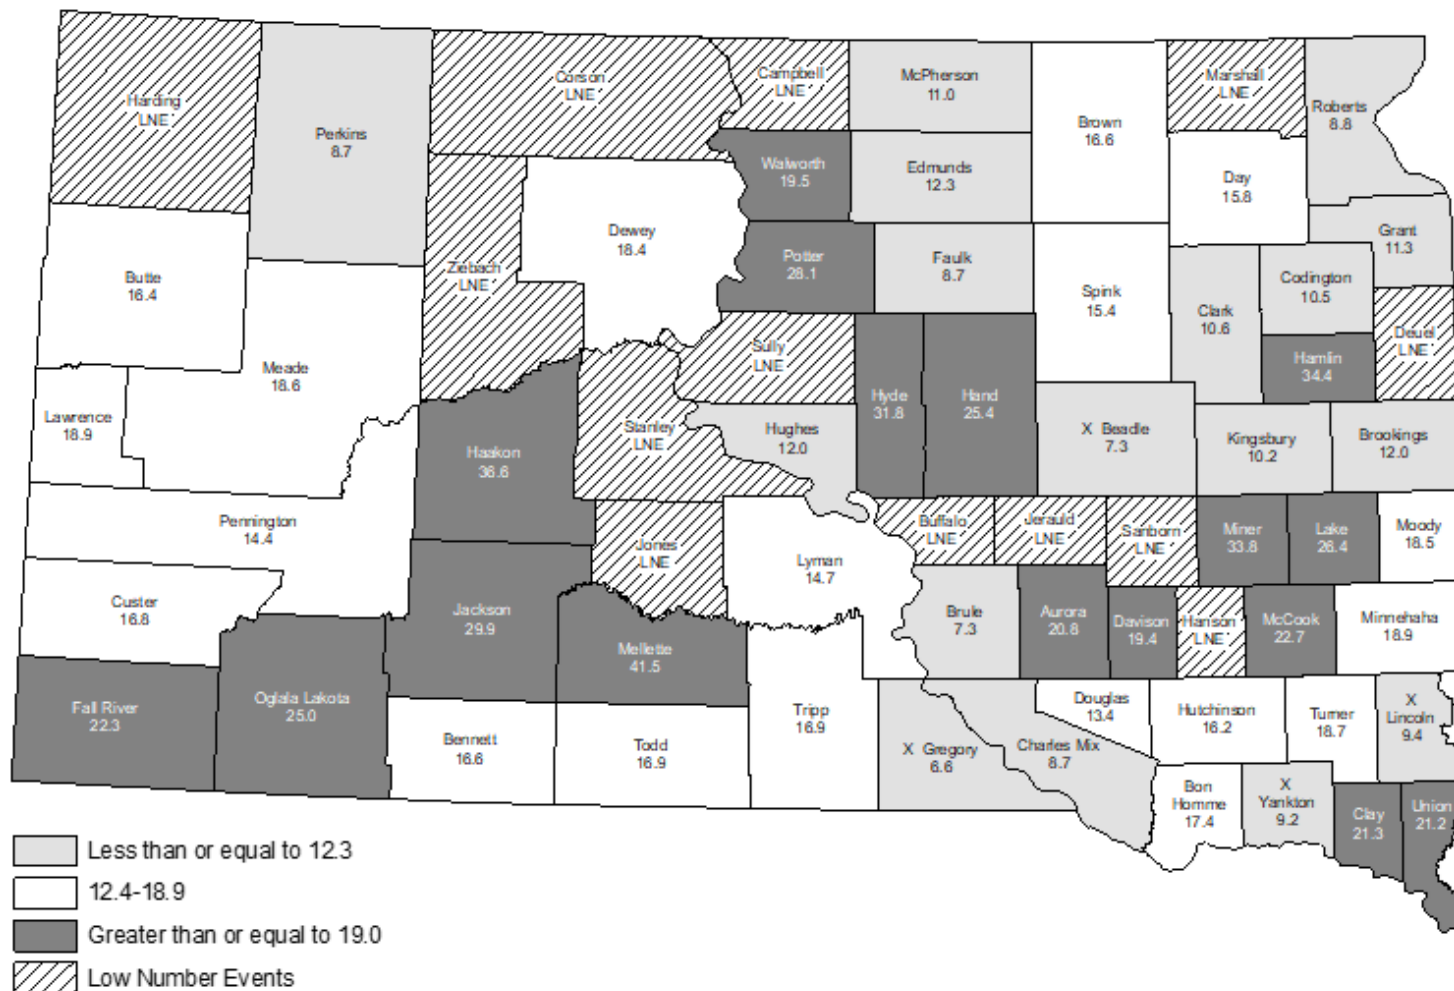 Harding
LNE
Perkins
8.7
Corson
LNE
Campbell
LNE
McPherson
11.0
Brown
16.6
Marshall
LNE
Roberts
8.8
Walworth
19.5
Edmunds
12.3
Day
15.8
Butte
16.4
Ziebach
LNE
Dewey
18.4
Potter
28.1
Faulk
8.7
Spink
15.4
Grant
11.3
Codington
10.5
Clark
10.6
Deuel
LNE
Meade
18.6
Sully
LNE
Hamlin
34.4
Lawrence
18.9
Haakon
36.6
Stanley
LNE
Hughes
12.0
Hyde
31.8
Hand
25.4
X Beadle
7.3
Kingsbury
10.2
Brookings
12.0
Pennington
14.4
Jones
LNE
Lyman
14.7
Buffalo
LNE
Jerauld
LNE
Sanborn
LNE
Miner
33.8
Lake
26.4
Moody
18.5
Custer
16.8
Jackson
29.9
Mellette
41.5
Brule
7.3
Aurora
20.8
Davison
19.4
Hanson
LNE
McCook
22.7
Minnehaha
18.9
Fall River
22.3
Oglala Lakota
25.0
Bennett
16.6
Todd
16.9
Tripp
16.9
X Gregory
6.6
Charles Mix
8.7
Douglas
13.4
Hutchinson
16.2
Turner
18.7
X
Lincoln
9.4
Bon
Homme
17.4
X
Yankton
9.2
Clay
21.3
Union
21.2
Less than or equal to 12.3
12.4-18.9
Greater than or equal to 19.0
Low Number Events